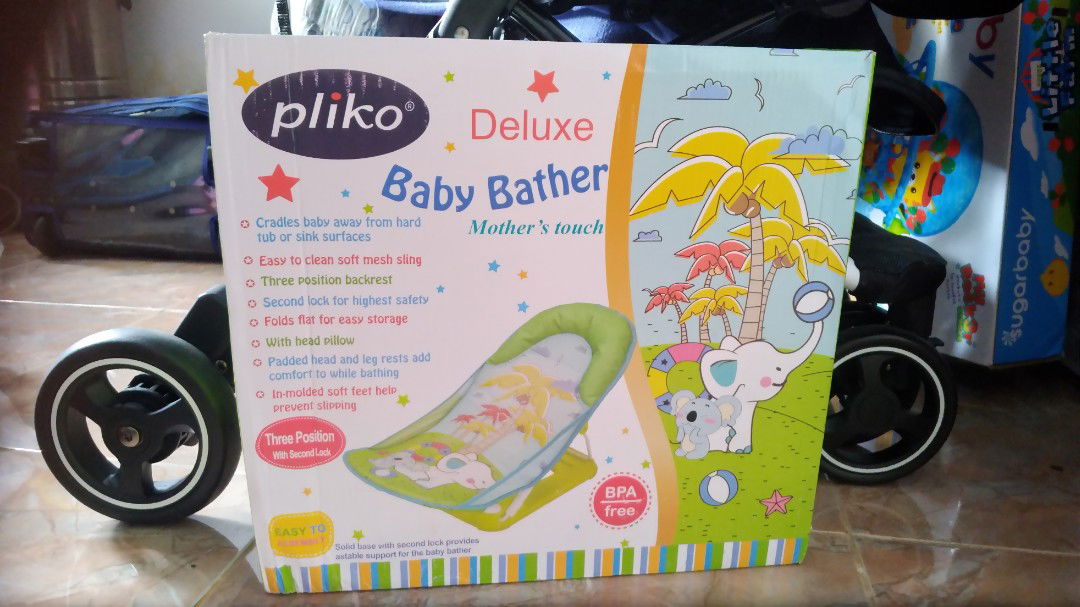 pliko®
Deluxe
Baby Bather
Mother's touch
Cradles baby away from hard
tub or sink surfaces
Easy to clean soft mesh sling
Three position backrest
Second lock for highest safety
Folds flat for easy storage
With head pillow
Padded head and leg rests add
comfort to while bathing
In-molded soft feet help
prevent slipping
Three Position
With Second Lock
BPA
free
EASY TO
Solid base with second lock provides
astable support for the baby bather
sugarbaby